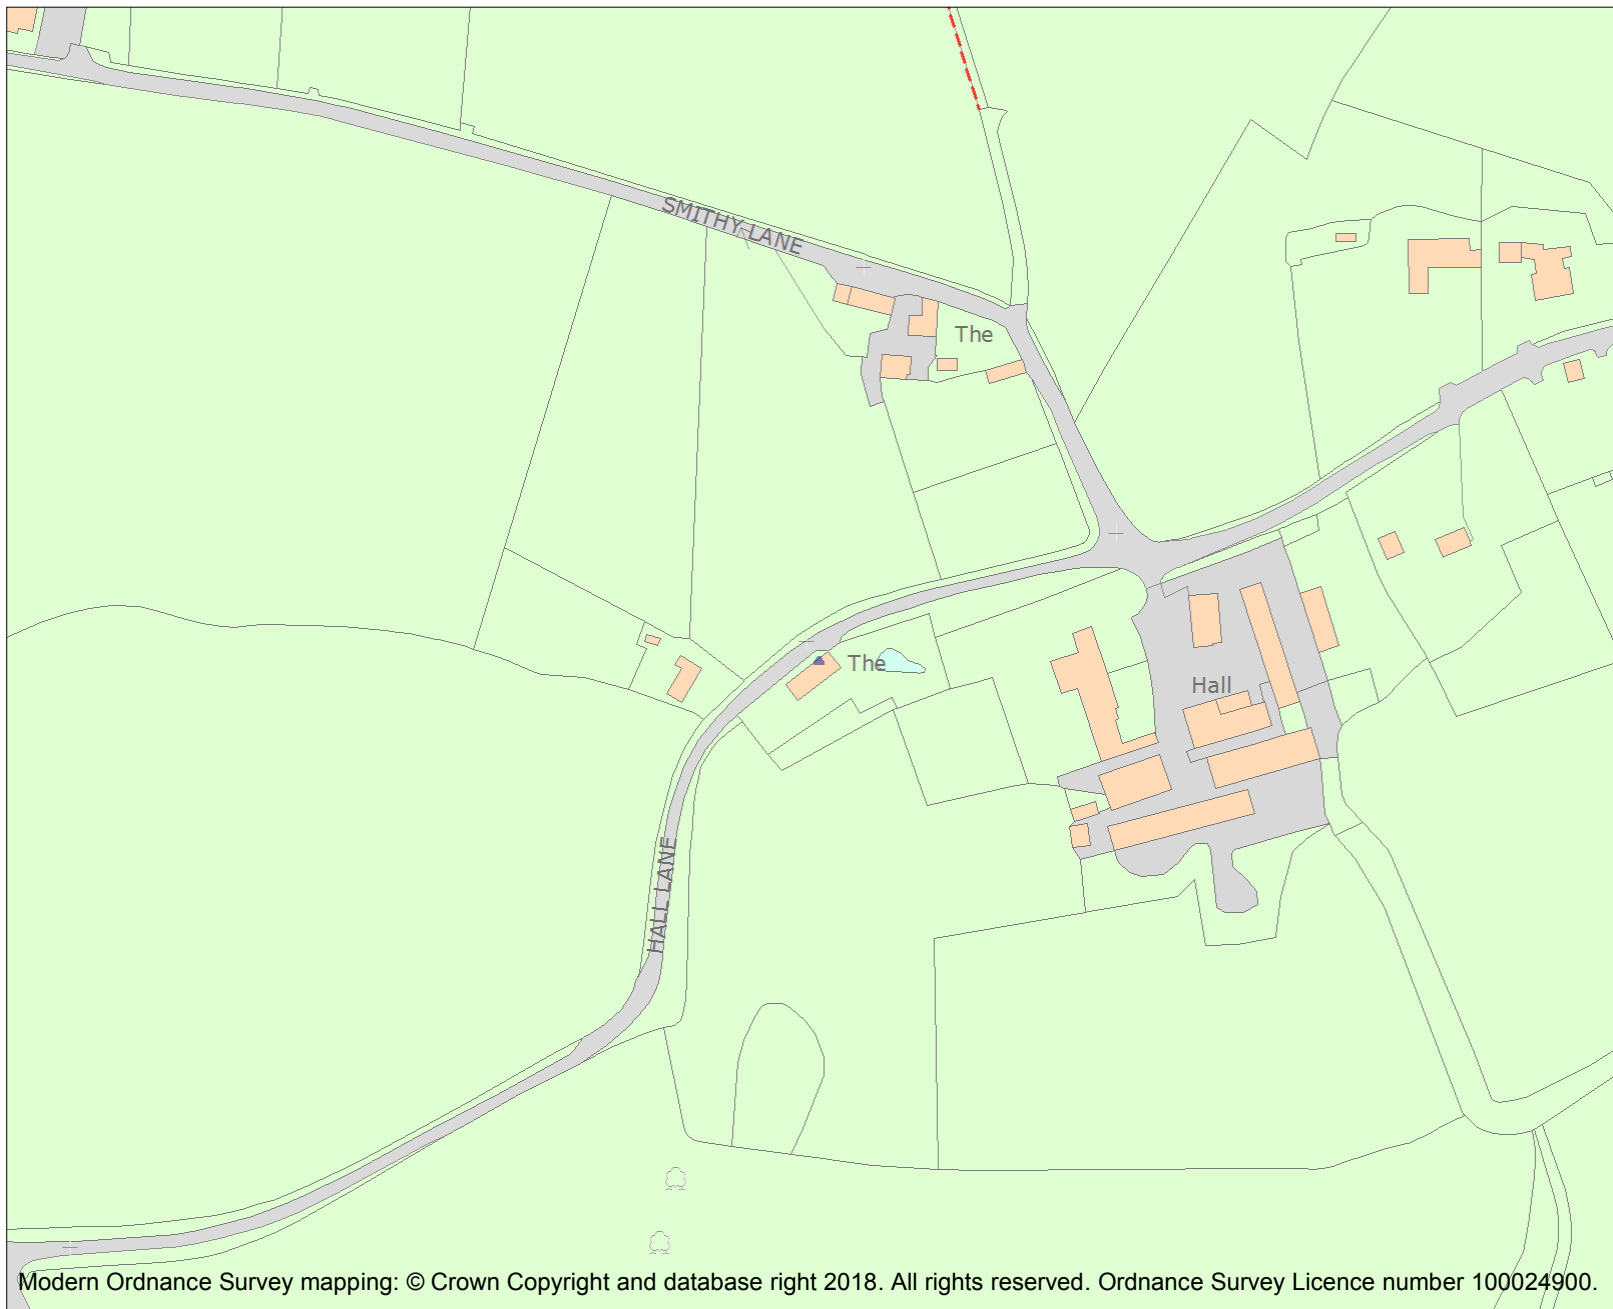 SMITHY LANE
The
The
Hall
HALL LANE
Modern Ordnance Survey mapping: © Crown Copyright and database right 2018. All rights reserved. Ordnance Survey Licence number 100024900.